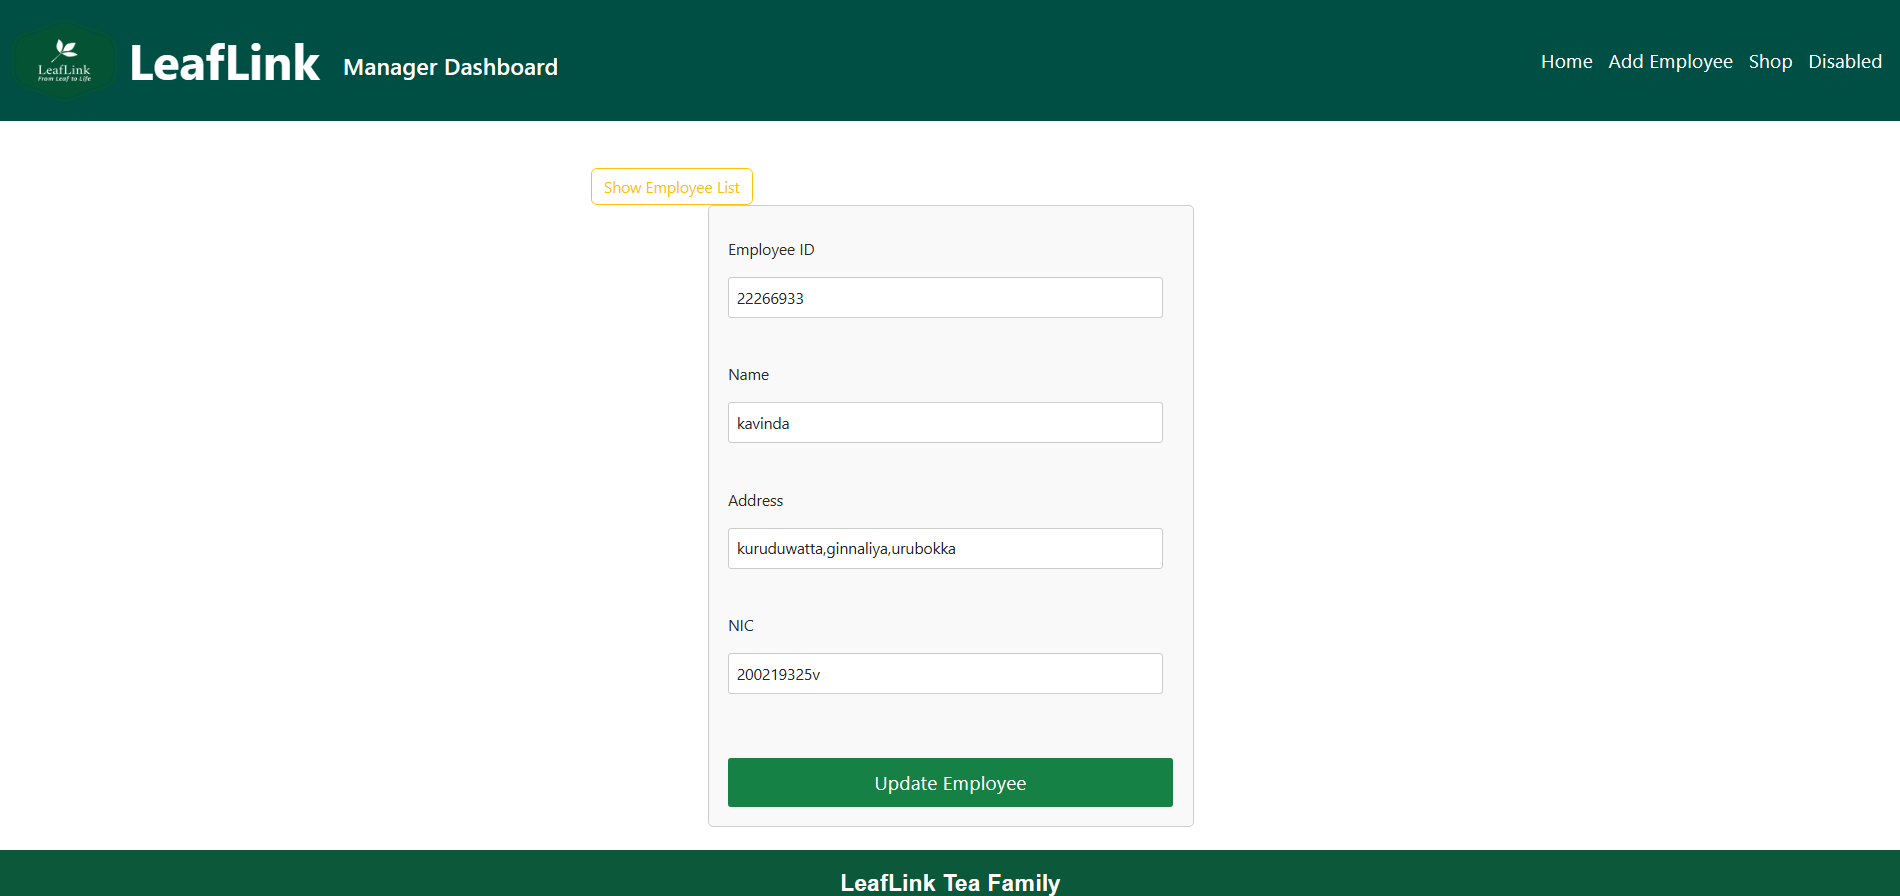 LeafLink
From Leaf to Life
LeafLink Manager Dashboard
Home Add Employee Shop Disabled
Show Employee List
Employee ID
22266933
Name
kavinda
Address
kuruduwatta,ginnaliya,urubokka
NIC
200219325v
Update Employee
LeafLink Tea Family